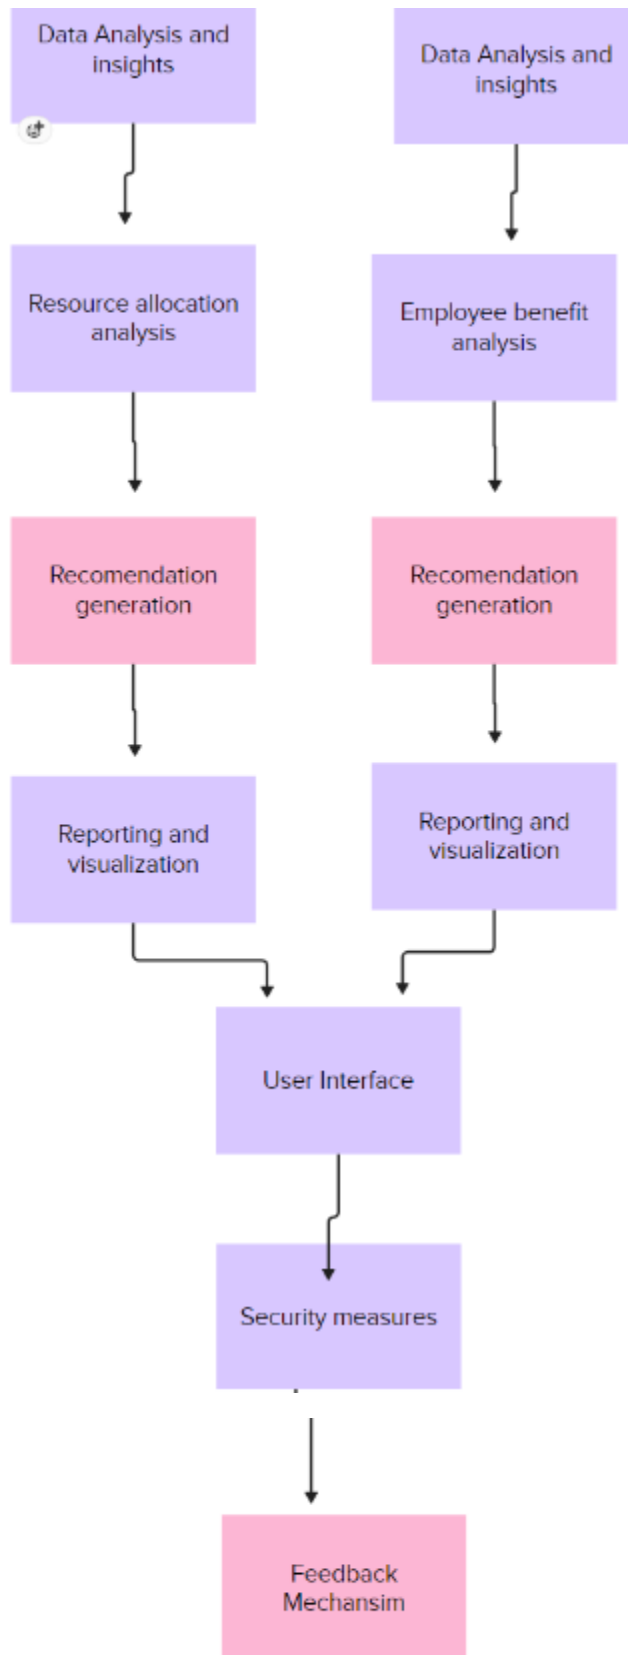 Data Analysis and
insights
Data Analysis and
insights
Resource allocation
analysis
Employee benefit
analysis
Recomendation
generation
Recomendation
generation
Reporting and
visualization
Reporting and
visualization
User Interface
Security measures
Feedback
Mechansim